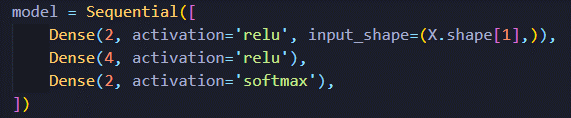 model = Sequential([
    Dense(2, activation='relu', input_shape=(X.shape[1],)),
    Dense(4, activation='relu'),
    Dense(2, activation='softmax'),
])